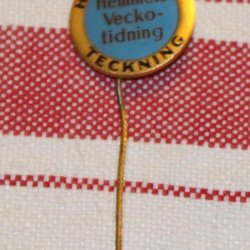 Hemmets
Vecko-
tidning
TECKNING